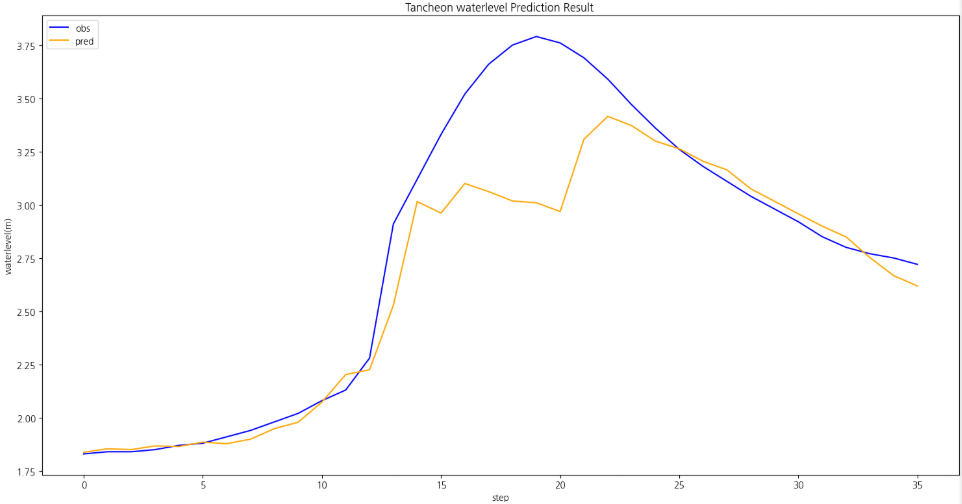 Tancheon waterlevel Prediction Result
obs
pred
waterlevel(m)
3.75
3.50
3.25
3.00
2.75
2.50
2.25
2.00
1.75
0 5 10 15 20 25 30 35
step